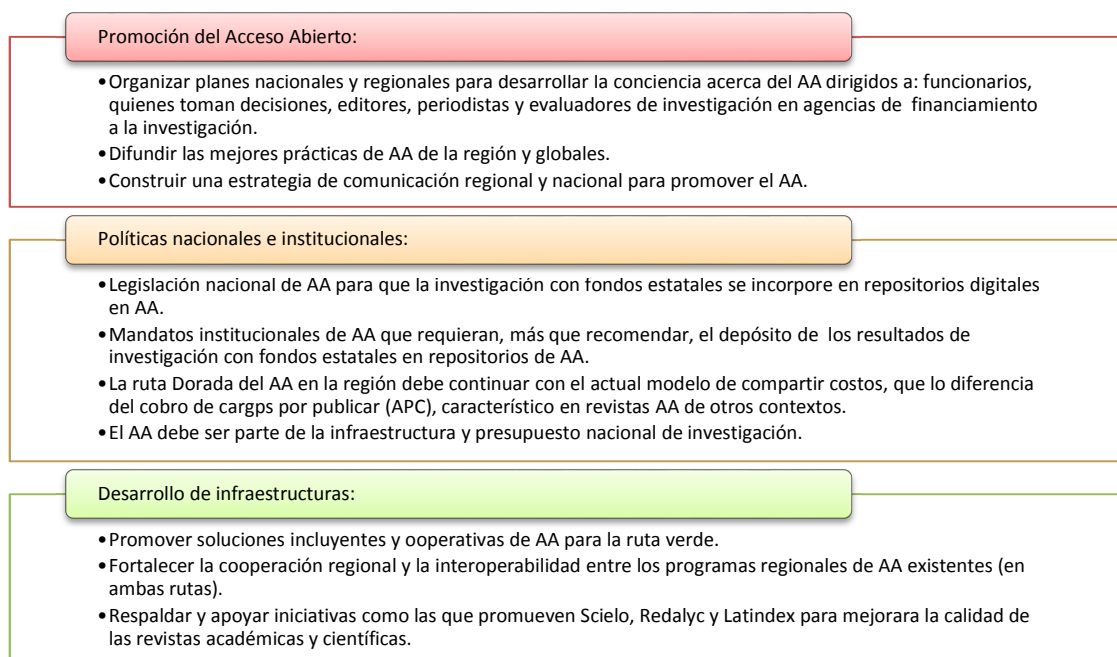 Promoción del Acceso Abierto:
•Organizar planes nacionales y regionales para desarrollar la conciencia acerca del AA dirigidos a: funcionarios,
quienes toman decisiones, editores, periodistas y evaluadores de investigación en agencias de financiamiento
a la investigación.
•Difundir las mejores prácticas de AA de la región y globales.
•Construir una estrategia de comunicación regional y nacional para promover el AA.
Políticas nacionales e institucionales:
•Legislación nacional de AA para que la investigación con fondos estatales se incorpore en repositorios digitales
en AA.
•Mandatos institucionales de AA que requieran, más que recomendar, el depósito de los resultados de
investigación con fondos estatales en repositorios de AA.
•La ruta Dorada del AA en la región debe continuar con el actual modelo de compartir costos, que lo diferencia
del cobro de cargps por publicar (APC), característico en revistas AA de otros contextos.
•El AA debe ser parte de la infraestructura y presupuesto nacional de investigación.
Desarrollo de infraestructuras:
•Promover soluciones incluyentes y ooperativas de AA para la ruta verde.
•Fortalecer la cooperación regional y la interoperabilidad entre los programas regionales de AA existentes (en
ambas rutas).
•Respaldar y apoyar iniciativas como las que promueven Scielo, Redalyc y Latindex para mejorara la calidad de
las revistas académicas y científicas.